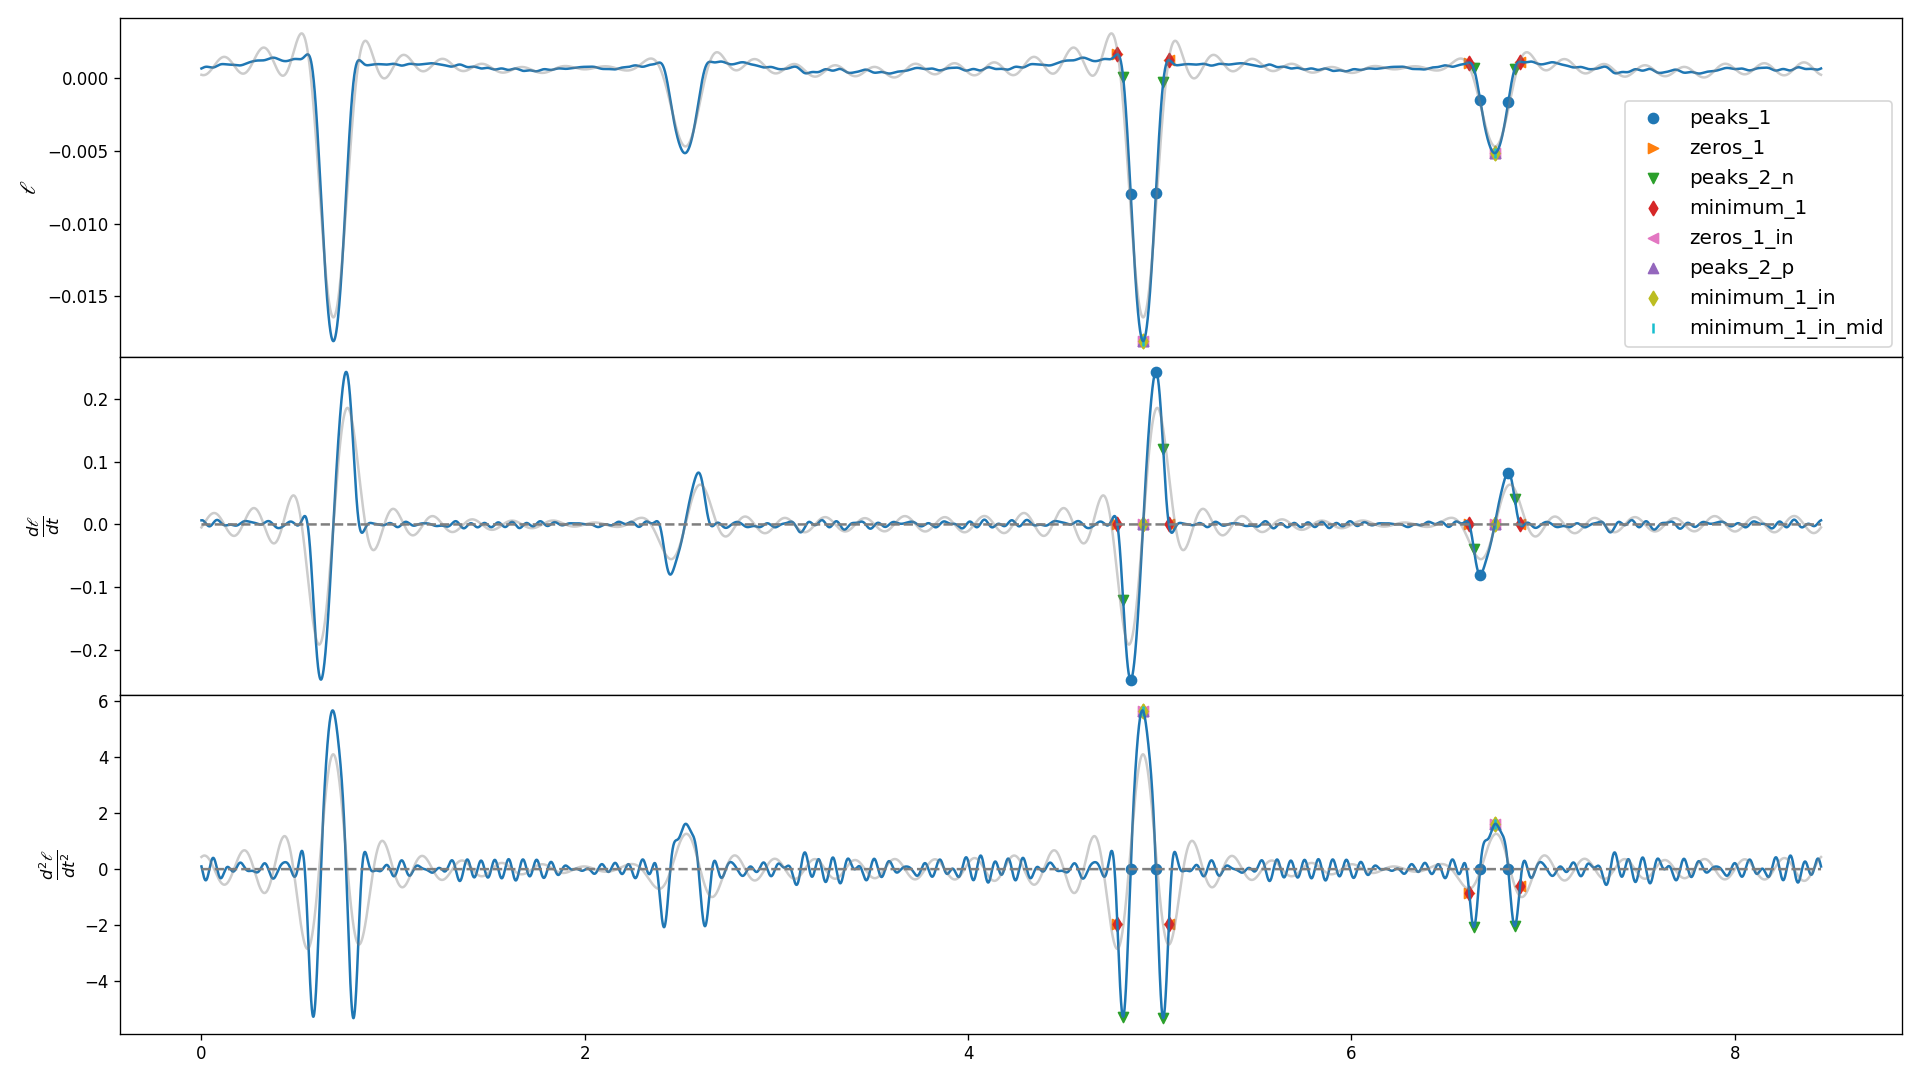 0.000
−0.005
−0.010
−0.015
ℓ
peaks_1
zeros_1
peaks_2_n
minimum_1
zeros_1_in
peaks_2_p
minimum_1_in
minimum_1_in_mid
0.2
0.1
0.0
−0.1
−0.2
dℓ
dt
6
4
2
0
−2
−4
d²ℓ
dt²
0 2 4 6 8